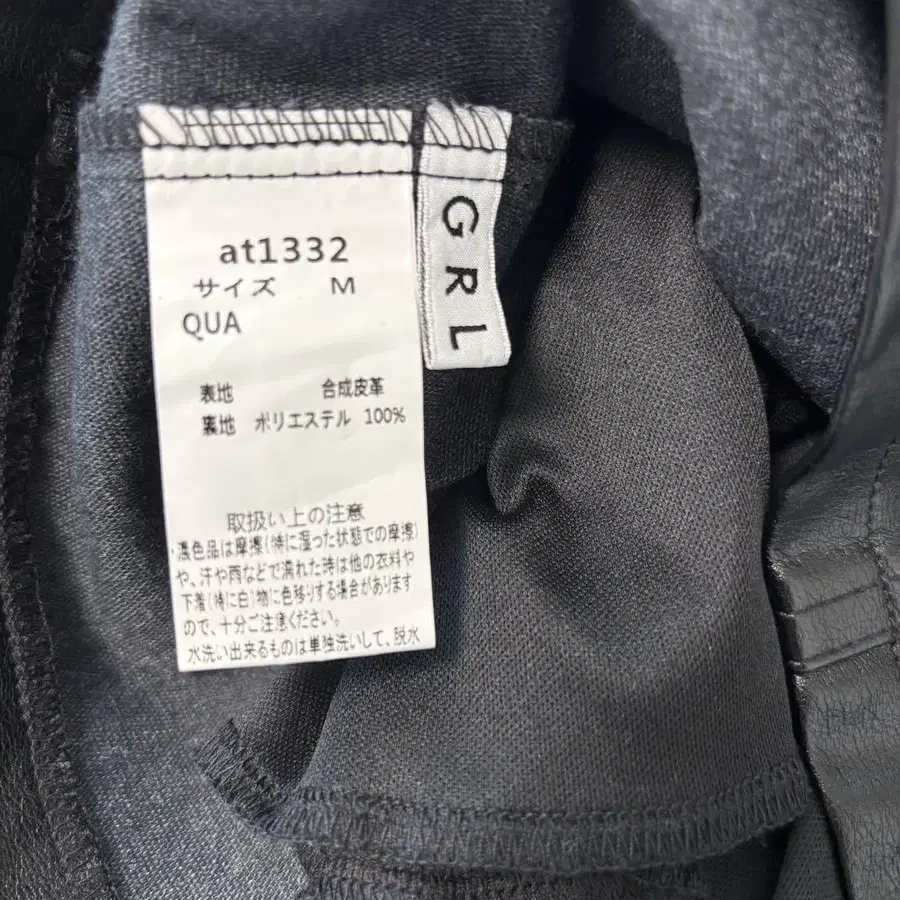 at1332
サイズ M
QUA
表地 合成皮革
裏地 ポリエステル 100%
取扱い上の注意
濃色品は摩擦(特に湿った状態での摩擦)
や、汗や雨などで濡れた時は他の衣料や
下着(特に白)物に色移りする場合があります
ので、十分ご注意ください。
水洗い出来るものは単独洗いして、脱水
GRL